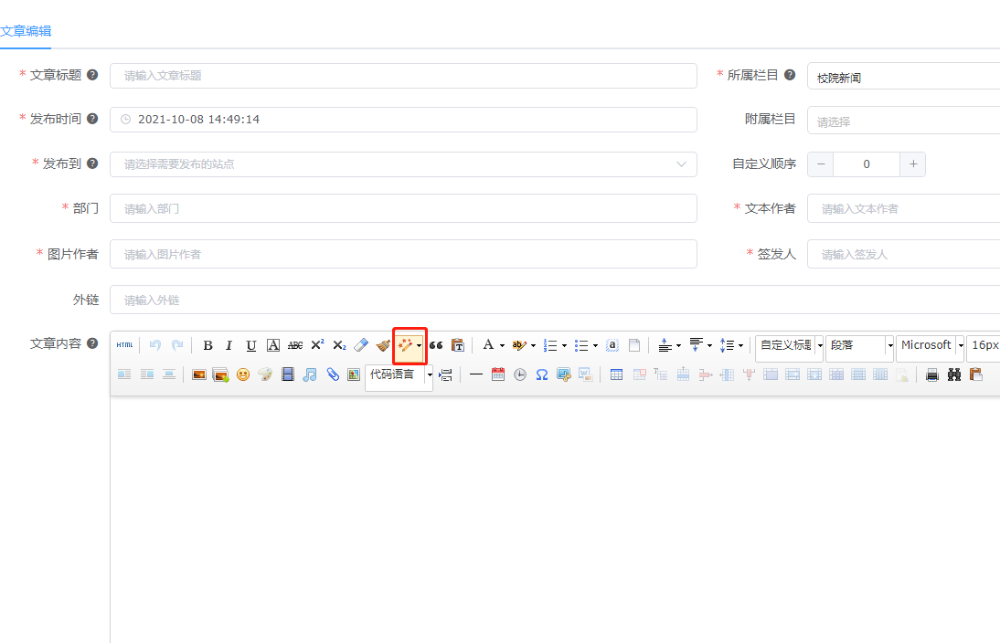 文章编辑
* 文章标题 请输入文章标题 * 所属栏目 校院新闻
* 发布时间 2021-10-08 14:49:14 附属栏目 请选择
* 发布到 请选择需要发布的站点 自定义顺序 − 0 +
* 部门 请输入部门 * 文本作者 请输入文本作者
* 图片作者 请输入图片作者 * 签发人 请输入签发人
外链 请输入外链
文章内容 HTML B I U A ABC X² X₂ A ab a 自定义标题 段落 Microsoft 16px
代码语言